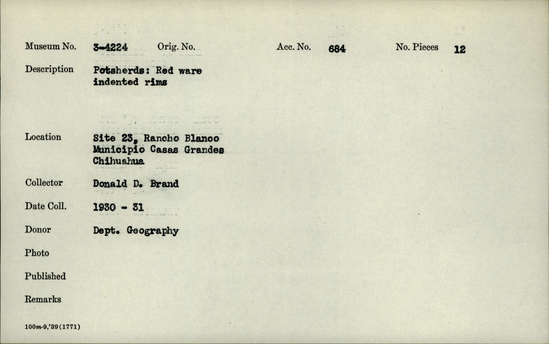 Museum No. 3-4224 Orig. No. Acc. No. 684 No. Pieces 12
Description Potsherds: Red ware
indented rims
Location Site 23, Rancho Blanco
Municipio Casas Grandes
Chihuahua
Collector Donald D. Brand
Date Coll. 1930 - 31
Donor Dept. Geography
Photo
Published
Remarks
100m-9,'39(1771)